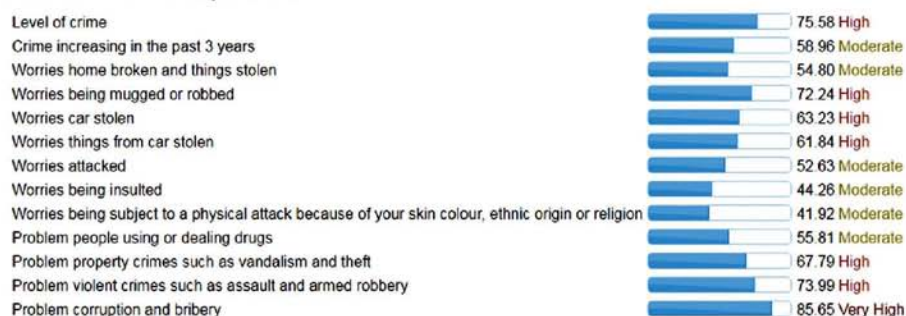 Level of crime 75.58 High
Crime increasing in the past 3 years 58.96 Moderate
Worries home broken and things stolen 54.80 Moderate
Worries being mugged or robbed 72.24 High
Worries car stolen 63.23 High
Worries things from car stolen 61.84 High
Worries attacked 52.63 Moderate
Worries being insulted 44.26 Moderate
Worries being subject to a physical attack because of your skin colour, ethnic origin or religion 41.92 Moderate
Problem people using or dealing drugs 55.81 Moderate
Problem property crimes such as vandalism and theft 67.79 High
Problem violent crimes such as assault and armed robbery 73.99 High
Problem corruption and bribery 85.65 Very High